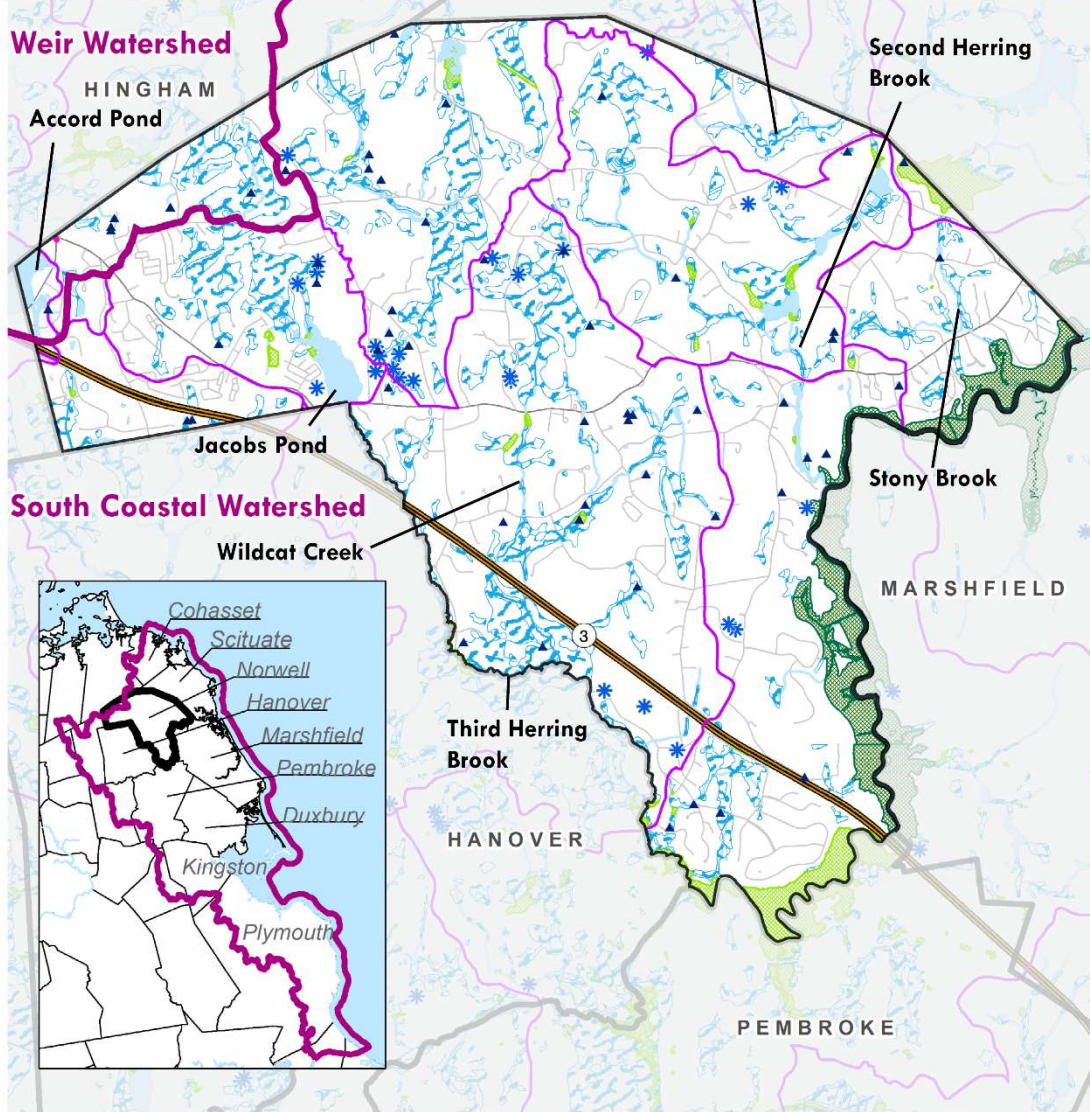 Weir Watershed
HINGHAM
Accord Pond
Second Herring
Brook
Jacobs Pond
South Coastal Watershed
Stony Brook
Wildcat Creek
MARSHFIELD
3
Third Herring
Brook
HANOVER
PEMBROKE
Cohasset
Scituate
Norwell
Hanover
Marshfield
Pembroke
Duxbury
Kingston
Plymouth